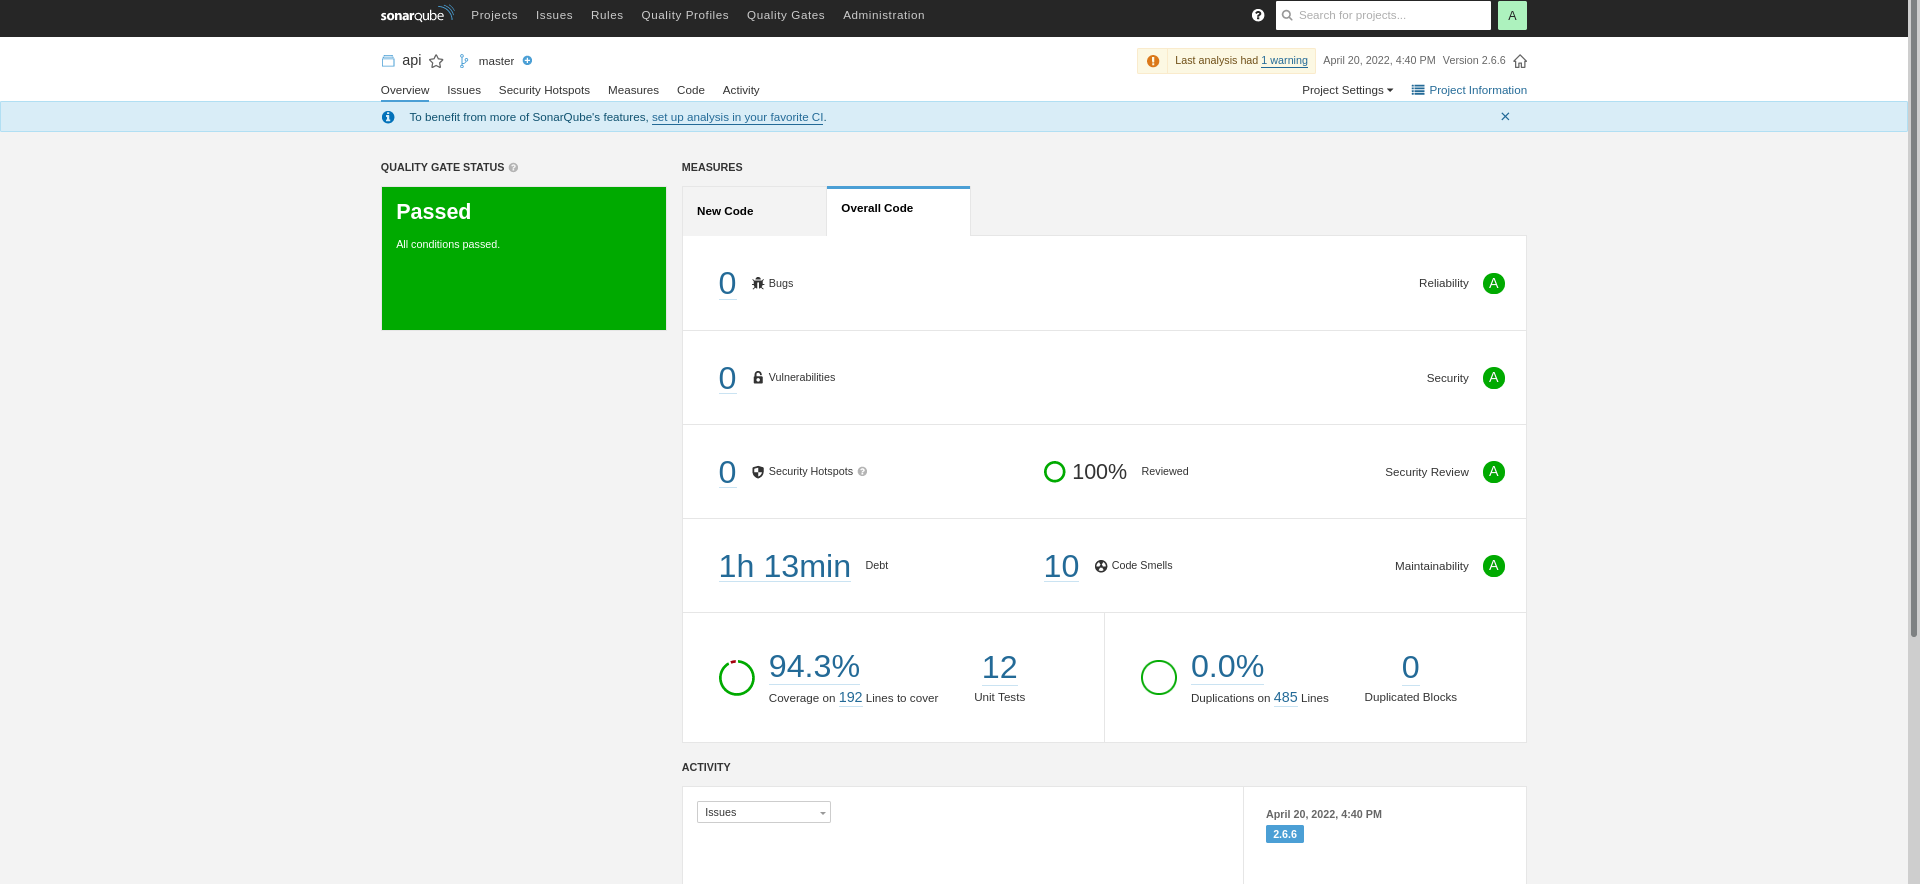 sonarqube Projects Issues Rules Quality Profiles Quality Gates Administration Search for projects... A
api master Last analysis had 1 warning April 20, 2022, 4:40 PM Version 2.6.6
Overview Issues Security Hotspots Measures Code Activity Project Settings Project Information
To benefit from more of SonarQube's features, set up analysis in your favorite CI.
QUALITY GATE STATUS
Passed
All conditions passed.
MEASURES
New Code Overall Code
0 Bugs Reliability A
0 Vulnerabilities Security A
0 Security Hotspots 100% Reviewed Security Review A
1h 13min Debt 10 Code Smells Maintainability A
94.3% 12 0.0% 0
Coverage on 192 Lines to cover Unit Tests Duplications on 485 Lines Duplicated Blocks
ACTIVITY
Issues
April 20, 2022, 4:40 PM
2.6.6